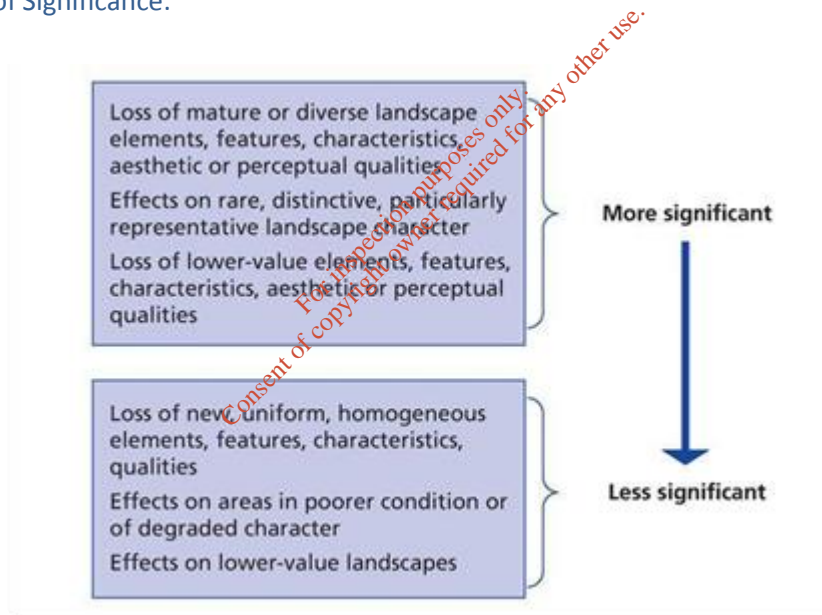 of Significance.
Loss of mature or diverse landscape
elements, features, characteristics,
aesthetic or perceptual qualities
Effects on rare, distinctive, particularly
representative landscape character
Loss of lower-value elements, features,
characteristics, aesthetic or perceptual
qualities
More significant
Loss of new, uniform, homogeneous
elements, features, characteristics,
qualities
Effects on areas in poorer condition or
of degraded character
Effects on lower-value landscapes
Less significant
For inspection purposes only.
Consent of copyright owner required for any other use.